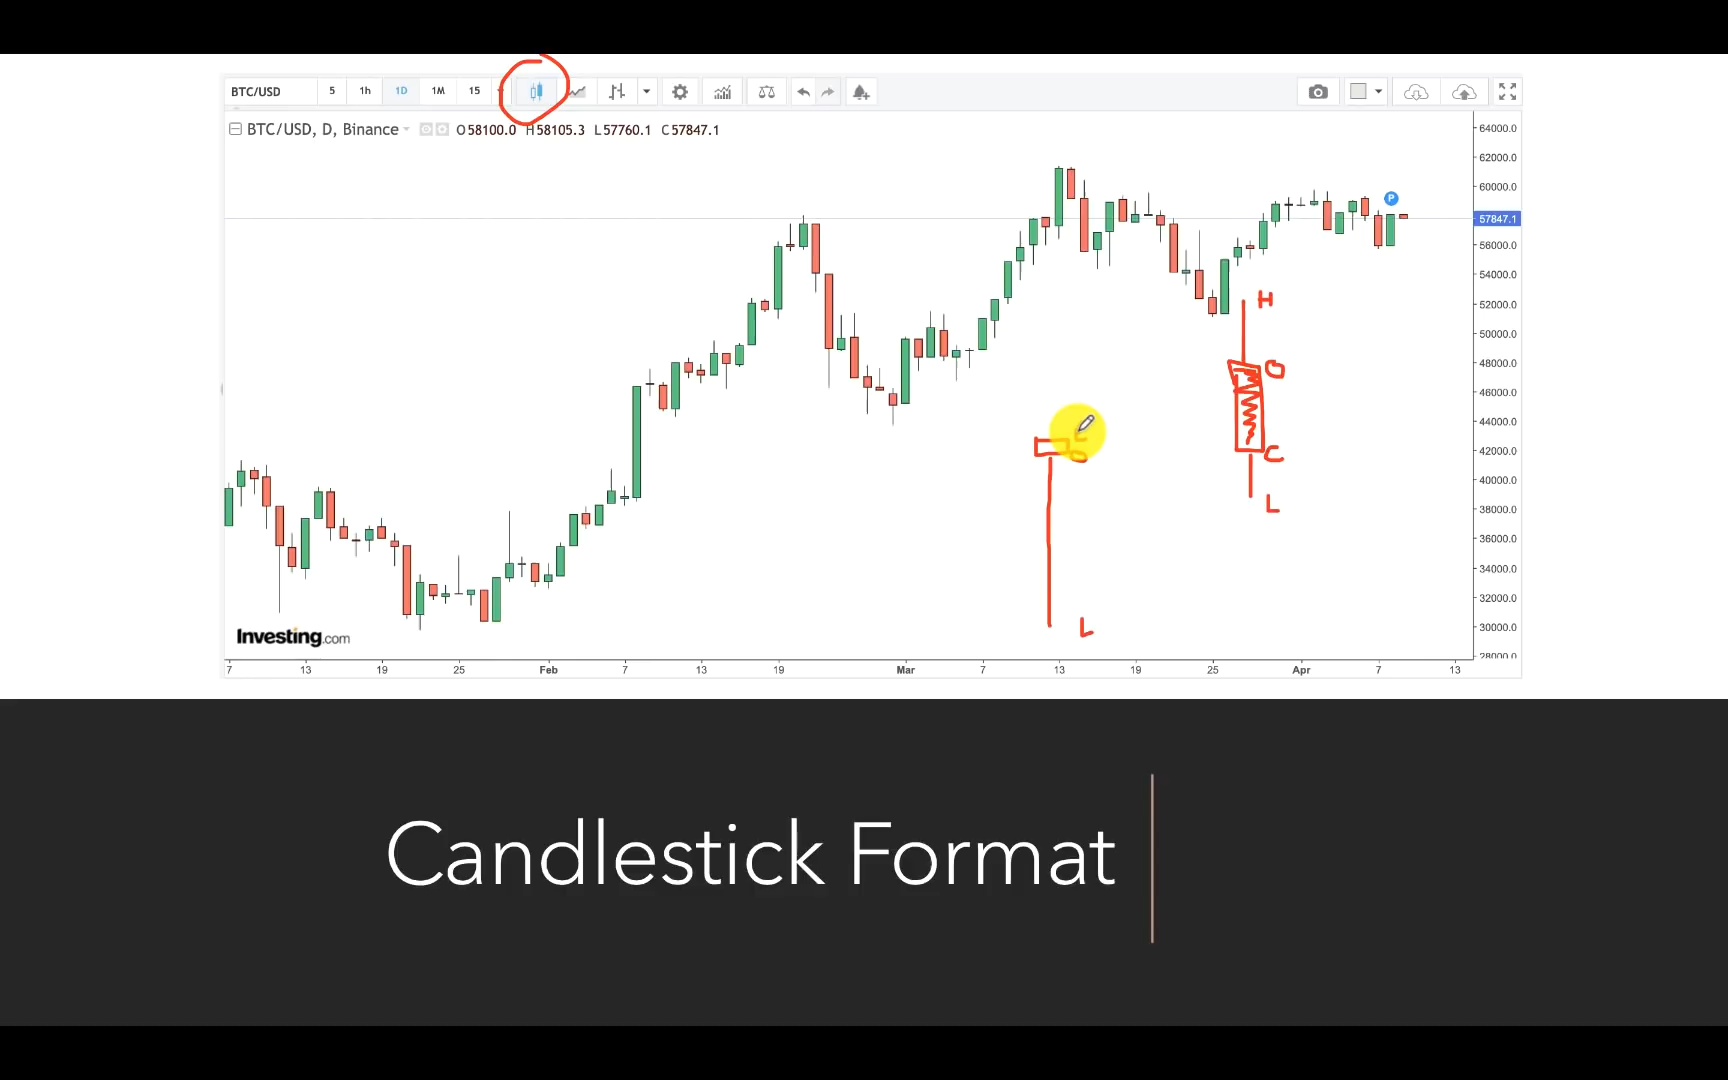 BTC/USD 5 1h 1D 1M 15
BTC/USD, D, Binance O58100.0 H58105.3 L57760.1 C57847.1
64000.0
62000.0
60000.0
P
57847.1
56000.0
54000.0
52000.0
50000.0
48000.0
46000.0
44000.0
42000.0
40000.0
38000.0
36000.0
34000.0
32000.0
30000.0
28000.0
H
O
C
L
L
Investing.com
7 13 19 25 Feb 7 13 19 Mar 7 13 19 25 Apr 7 13
Candlestick Format